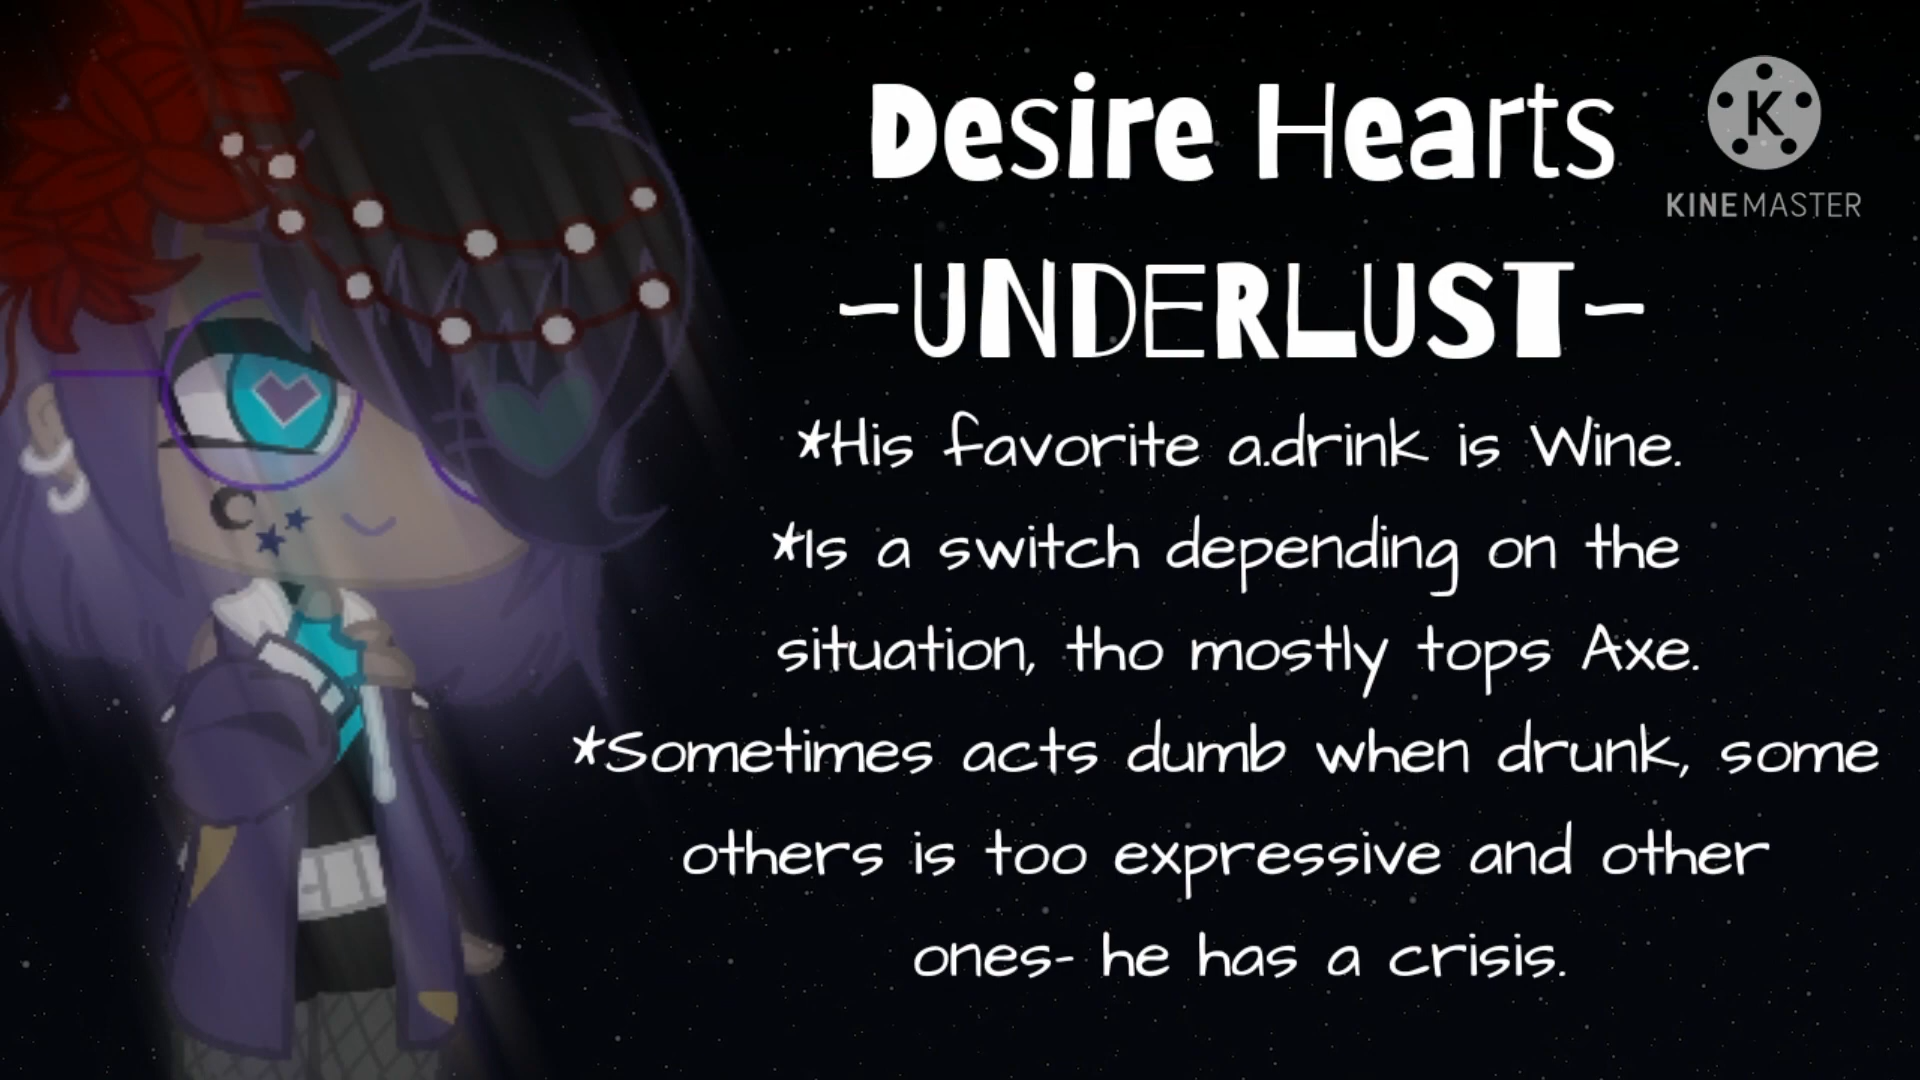 Desire Hearts
K
KINEMASTER
~UNDERLUST~
*His favorite a.drink is Wine.
*Is a switch depending on the
situation, tho mostly tops Axe.
*Sometimes acts dumb when drunk, some
others is too expressive and other
ones- he has a crisis.